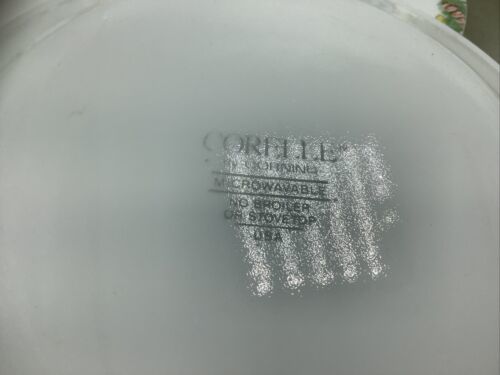 CORELLE®
BY CORNING
MICROWAVABLE
NO BROILER
OR STOVETOP
USA